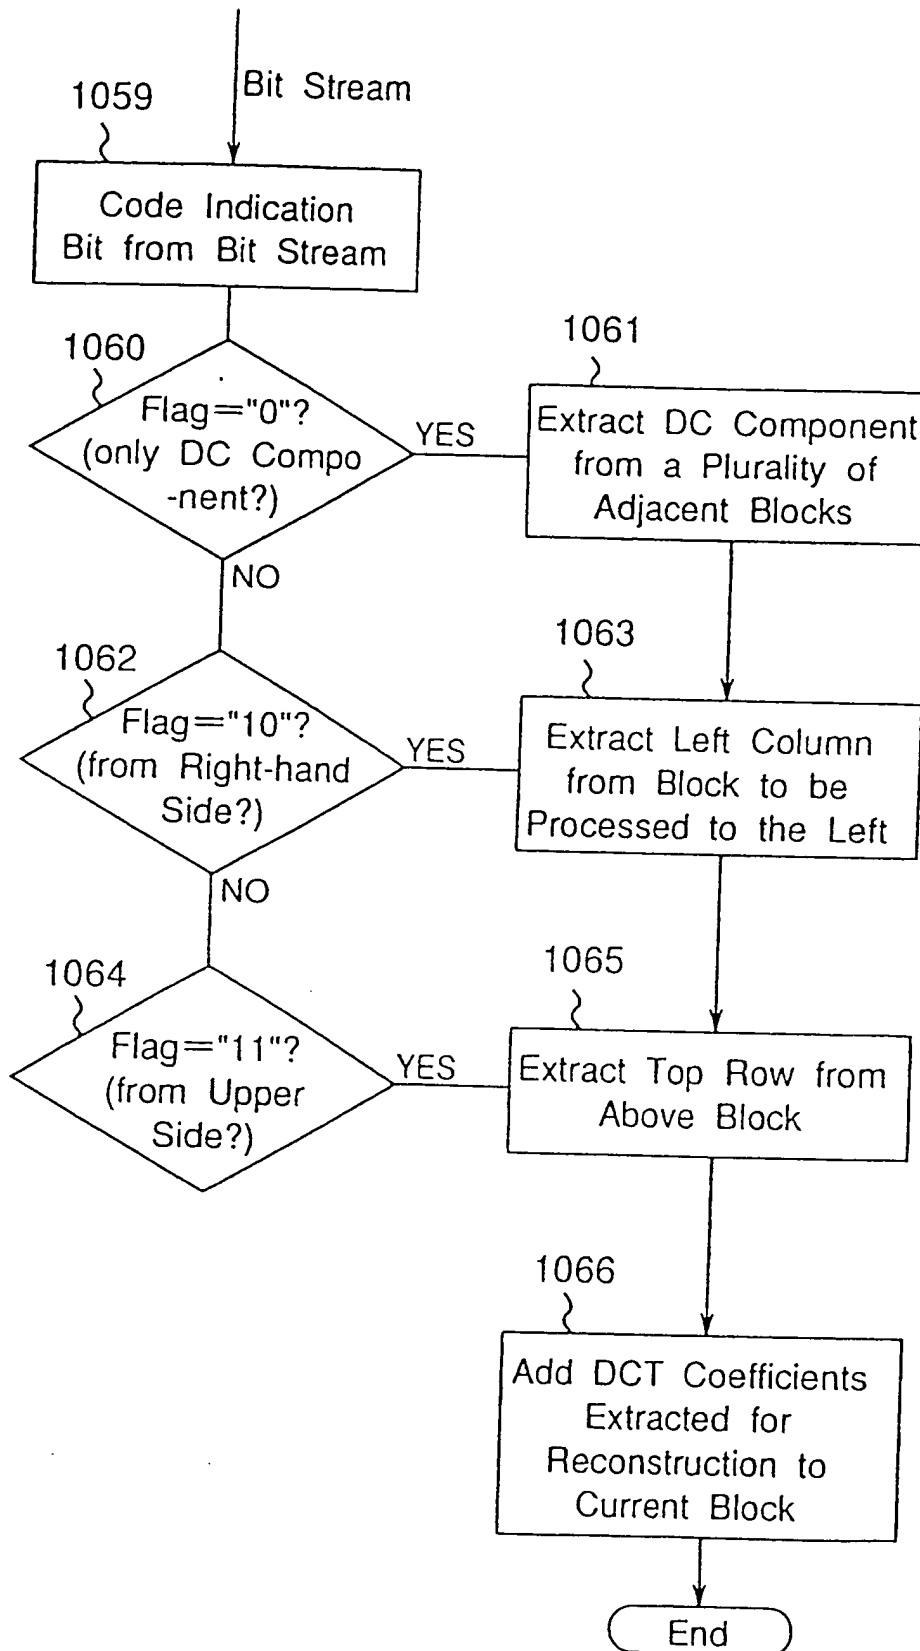 Bit Stream
1059
Code Indication
Bit from Bit Stream
1060
Flag="0"?
(only DC Compo
-nent?)
YES
NO
1061
Extract DC Component
from a Plurality of
Adjacent Blocks
1062
Flag="10"?
(from Right-hand
Side?)
YES
NO
1063
Extract Left Column
from Block to be
Processed to the Left
1064
Flag="11"?
(from Upper
Side?)
YES
1065
Extract Top Row from
Above Block
1066
Add DCT Coefficients
Extracted for
Reconstruction to
Current Block
End